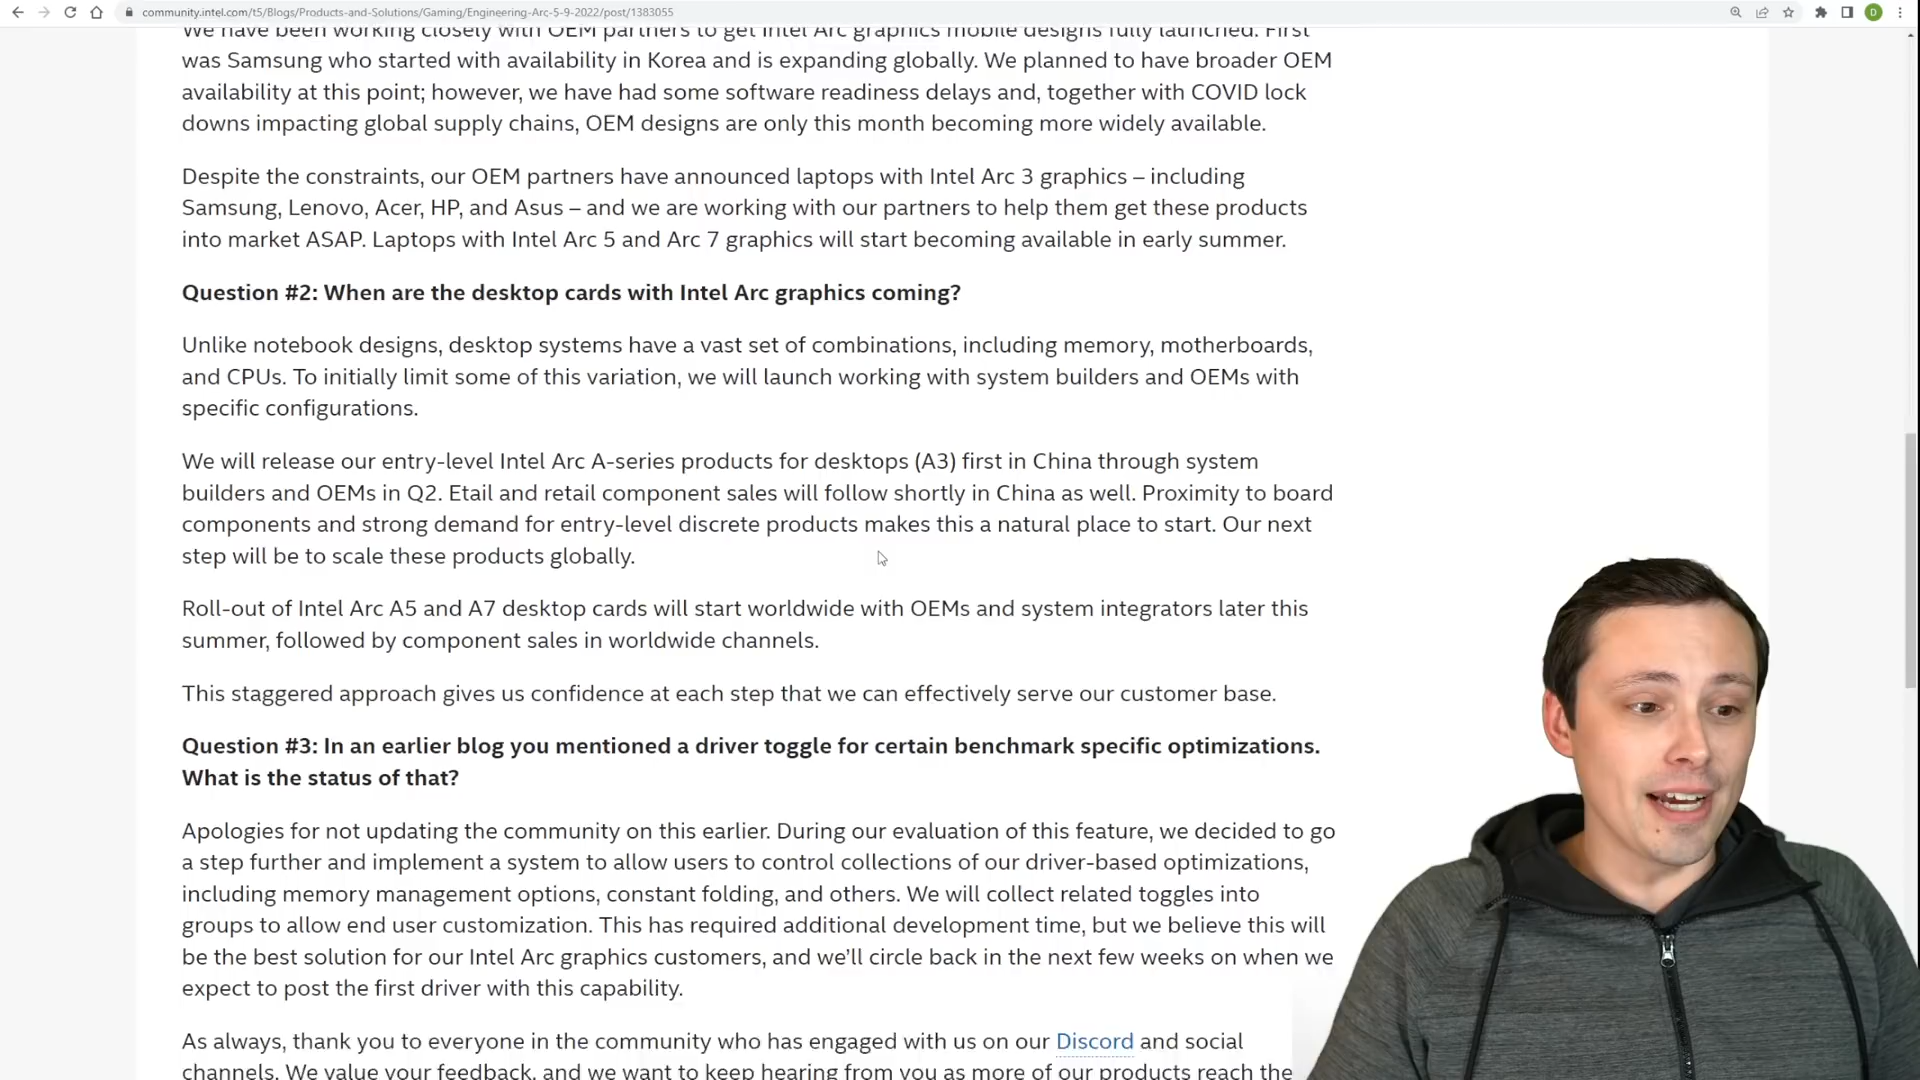 community.intel.com/t5/Blogs/Products-and-Solutions/Gaming/Engineering-Arc-5-9-2022/post/1383055
D
We have been working closely with OEM partners to get Intel Arc graphics mobile designs fully launched. First
was Samsung who started with availability in Korea and is expanding globally. We planned to have broader OEM
availability at this point; however, we have had some software readiness delays and, together with COVID lock
downs impacting global supply chains, OEM designs are only this month becoming more widely available.
Despite the constraints, our OEM partners have announced laptops with Intel Arc 3 graphics – including
Samsung, Lenovo, Acer, HP, and Asus – and we are working with our partners to help them get these products
into market ASAP. Laptops with Intel Arc 5 and Arc 7 graphics will start becoming available in early summer.
Question #2: When are the desktop cards with Intel Arc graphics coming?
Unlike notebook designs, desktop systems have a vast set of combinations, including memory, motherboards,
and CPUs. To initially limit some of this variation, we will launch working with system builders and OEMs with
specific configurations.
We will release our entry-level Intel Arc A-series products for desktops (A3) first in China through system
builders and OEMs in Q2. Etail and retail component sales will follow shortly in China as well. Proximity to board
components and strong demand for entry-level discrete products makes this a natural place to start. Our next
step will be to scale these products globally.
Roll-out of Intel Arc A5 and A7 desktop cards will start worldwide with OEMs and system integrators later this
summer, followed by component sales in worldwide channels.
This staggered approach gives us confidence at each step that we can effectively serve our customer base.
Question #3: In an earlier blog you mentioned a driver toggle for certain benchmark specific optimizations.
What is the status of that?
Apologies for not updating the community on this earlier. During our evaluation of this feature, we decided to go
a step further and implement a system to allow users to control collections of our driver-based optimizations,
including memory management options, constant folding, and others. We will collect related toggles into
groups to allow end user customization. This has required additional development time, but we believe this will
be the best solution for our Intel Arc graphics customers, and we’ll circle back in the next few weeks on when we
expect to post the first driver with this capability.
As always, thank you to everyone in the community who has engaged with us on our Discord and social
channels. We value your feedback, and we want to keep hearing from you as more of our products reach the